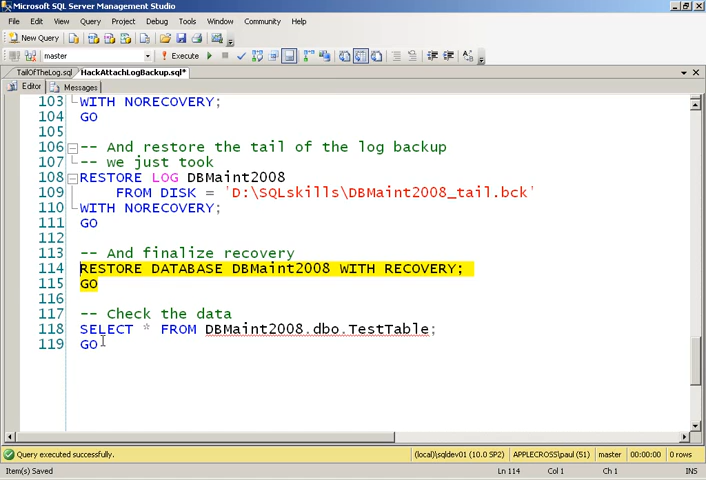 Microsoft SQL Server Management Studio
File Edit View Query Project Debug Tools Window Community Help
New Query
master Execute
TailOfTheLog.sql HackAttachLogBackup.sql*
Editor Messages
103 WITH NORECOVERY;
104 GO
105
106 -- And restore the tail of the log backup
107 -- we just took
108 RESTORE LOG DBMaint2008
109 FROM DISK = 'D:\SQLskills\DBMaint2008_tail.bck'
110 WITH NORECOVERY;
111 GO
112
113 -- And finalize recovery
114 RESTORE DATABASE DBMaint2008 WITH RECOVERY;
115 GO
116
117 -- Check the data
118 SELECT * FROM DBMaint2008.dbo.TestTable;
119 GO
Query executed successfully. (local)\sqldev01 (10.0 SP2) APPLECROSS\paul (51) master 00:00:00 0 rows
Item(s) Saved Ln 114 Col 1 Ch 1 INS